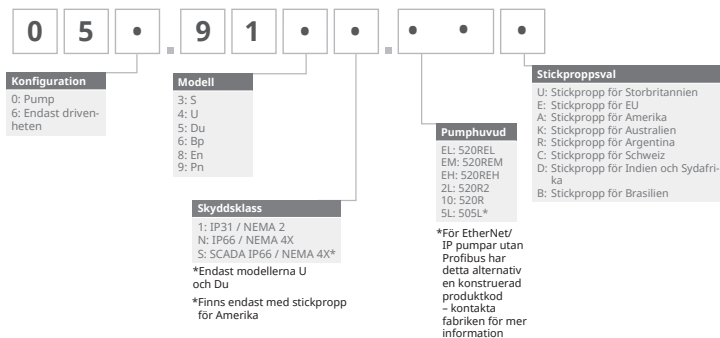 0 5 • . 9 1 • • . • • •
Konfiguration
0: Pump
6: Endast driven-
heten
Modell
3: S
4: U
5: Du
6: Bp
8: En
9: Pn
Skyddsklass
1: IP31 / NEMA 2
N: IP66 / NEMA 4X
S: SCADA IP66 / NEMA 4X*
*Endast modellerna U
och Du
*Finns endast med stickpropp
för Amerika
Pumphuvud
EL: 520REL
EM: 520REM
EH: 520REH
2L: 520R2
10: 520R
5L: 505L*
*För EtherNet/
IP pumpar utan
Profibus har
detta alternativ
en konstruerad
produktkod
– kontakta
fabriken för mer
information
Stickproppsval
U: Stickpropp för Storbritannien
E: Stickpropp för EU
A: Stickpropp för Amerika
K: Stickpropp för Australien
R: Stickpropp för Argentina
C: Stickpropp för Schweiz
D: Stickpropp för Indien och Sydafri-
ka
B: Stickpropp för Brasilien